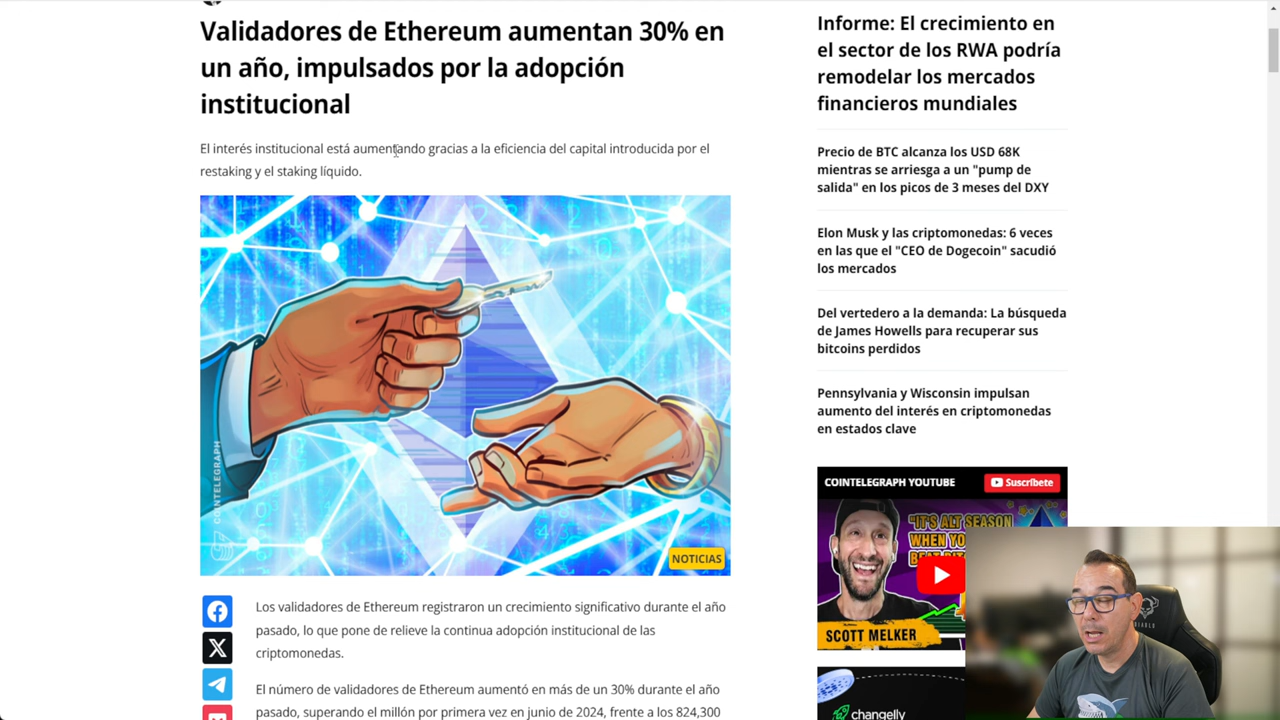 Validadores de Ethereum aumentan 30% en
un año, impulsados por la adopción
institucional
El interés institucional está aumentando gracias a la eficiencia del capital introducida por el
restaking y el staking líquido.
COINTELEGRAPH
NOTICIAS
Los validadores de Ethereum registraron un crecimiento significativo durante el año
pasado, lo que pone de relieve la continua adopción institucional de las
criptomonedas.
El número de validadores de Ethereum aumentó en más de un 30% durante el año
pasado, superando el millón por primera vez en junio de 2024, frente a los 824,300
Informe: El crecimiento en
el sector de los RWA podría
remodelar los mercados
financieros mundiales
Precio de BTC alcanza los USD 68K
mientras se arriesga a un "pump de
salida" en los picos de 3 meses del DXY
Elon Musk y las criptomonedas: 6 veces
en las que el "CEO de Dogecoin" sacudió
los mercados
Del vertedero a la demanda: La búsqueda
de James Howells para recuperar sus
bitcoins perdidos
Pennsylvania y Wisconsin impulsan
aumento del interés en criptomonedas
en estados clave
COINTELEGRAPH YOUTUBE
Suscríbete
"IT'S ALT SEASON
WHEN YO
SCOTT MELKER
changelly